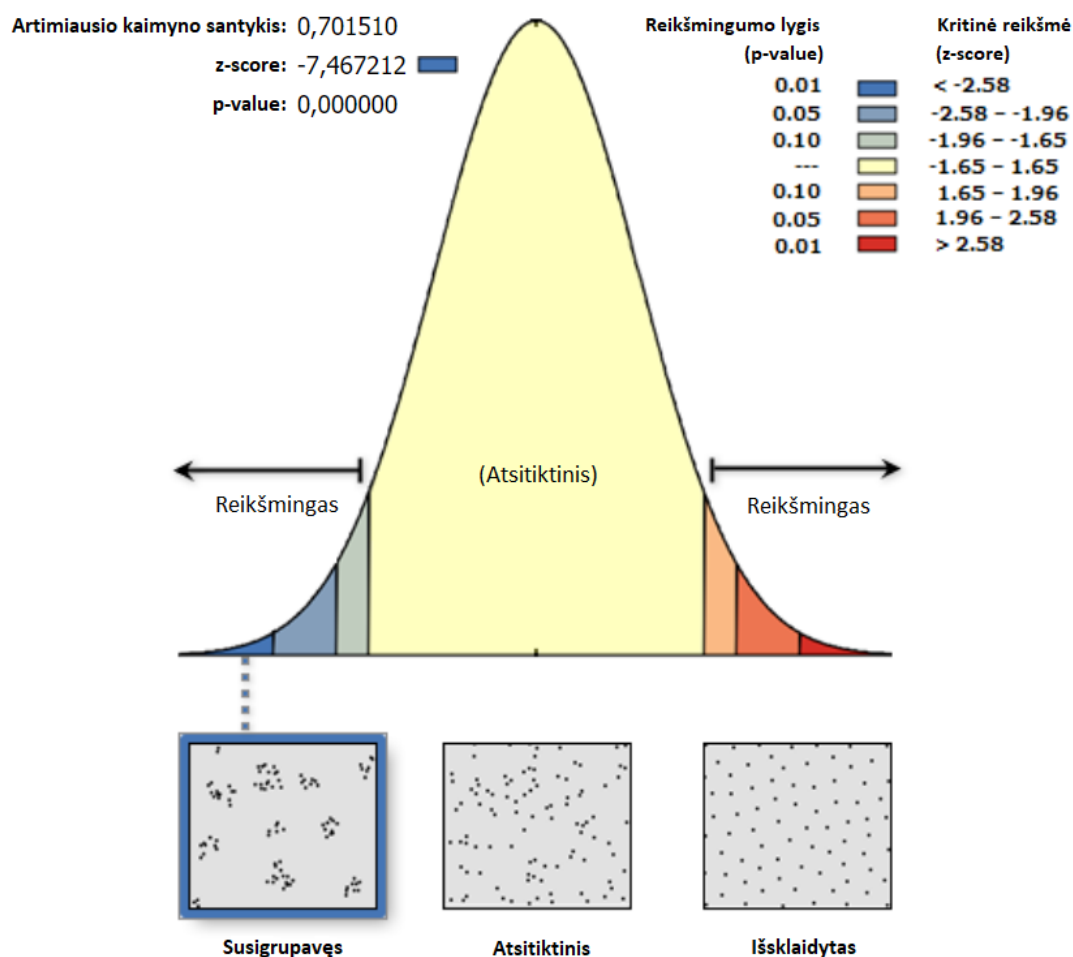 Artimiausio kaimyno santykis: 0,701510
z-score: -7,467212
p-value: 0,000000
Reikšmingumo lygis
(p-value)
Kritinė reikšmė
(z-score)
0.01 < -2.58
0.05 -2.58 – -1.96
0.10 -1.96 – -1.65
--- -1.65 – 1.65
0.10 1.65 – 1.96
0.05 1.96 – 2.58
0.01 > 2.58
(Atsitiktinis)
Reikšmingas
Reikšmingas
Susigrupavęs
Atsitiktinis
Išsklaidytas